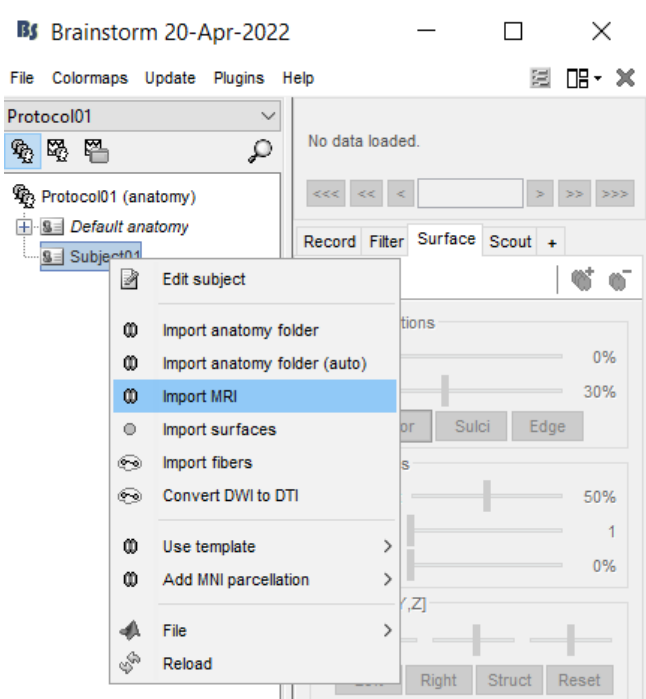 BS Brainstorm 20-Apr-2022
File Colormaps Update Plugins Help
Protocol01
No data loaded.
<<< << < > >> >>>
Protocol01 (anatomy)
Default anatomy
Subject01
Record Filter Surface Scout +
Edit subject
Import anatomy folder
Import anatomy folder (auto)
Import MRI
Import surfaces
Import fibers
Convert DWI to DTI
Use template >
Add MNI parcellation >
File >
Reload
tions
0%
30%
or Sulci Edge
s
50%
1
0%
Y,Z]
Right Struct Reset